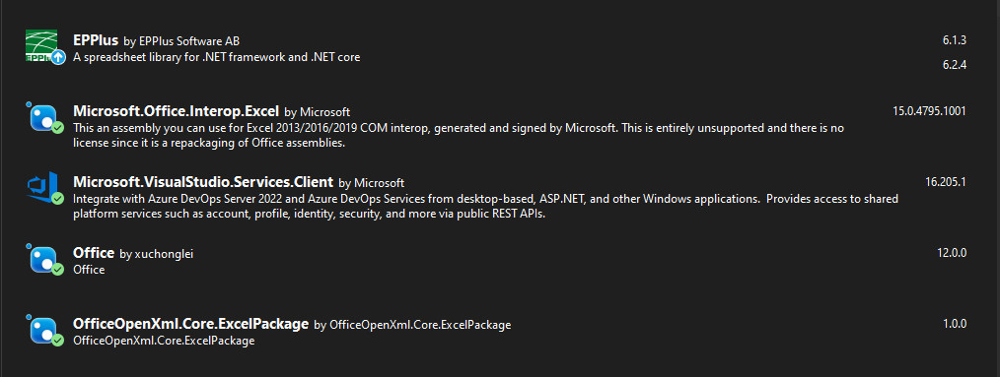 EPPlus by EPPlus Software AB 6.1.3
A spreadsheet library for .NET framework and .NET core 6.2.4
Microsoft.Office.Interop.Excel by Microsoft 15.0.4795.1001
This an assembly you can use for Excel 2013/2016/2019 COM interop, generated and signed by Microsoft. This is entirely unsupported and there is no
license since it is a repackaging of Office assemblies.
Microsoft.VisualStudio.Services.Client by Microsoft 16.205.1
Integrate with Azure DevOps Server 2022 and Azure DevOps Services from desktop-based, ASP.NET, and other Windows applications. Provides access to shared
platform services such as account, profile, identity, security, and more via public REST APIs.
Office by xuchonglei 12.0.0
Office
OfficeOpenXml.Core.ExcelPackage by OfficeOpenXml.Core.ExcelPackage 1.0.0
OfficeOpenXml.Core.ExcelPackage